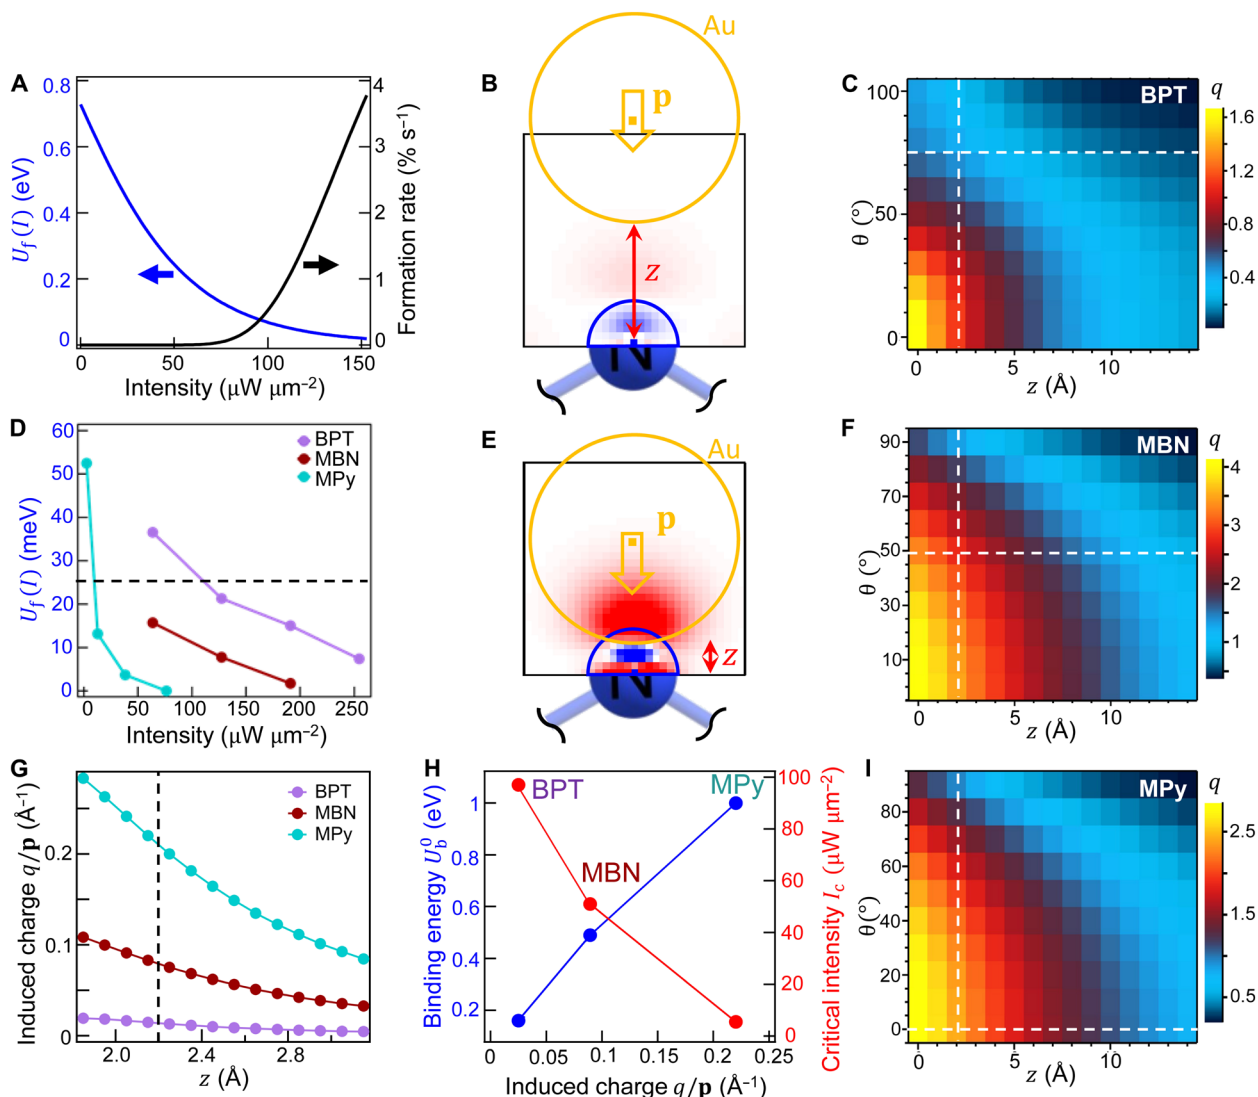 A
0.8
0.6
0.4
0.2
0
U_f(I) (eV)
4
3
2
1
0
Formation rate (% s⁻¹)
0
50
100
150
Intensity (µW µm⁻²)
B
Au
p
z
N
C
BPT
q
100
50
0
θ (°)
0
5
10
z (Å)
1.6
1.2
0.8
0.4
D
60
50
40
30
20
10
0
U_f(I) (meV)
BPT
MBN
MPy
0
50
100
150
200
250
Intensity (µW µm⁻²)
E
Au
p
z
N
F
MBN
q
90
70
50
30
10
θ (°)
0
5
10
z (Å)
4
3
2
1
G
0.2
0.1
0
Induced charge q/p (Å⁻¹)
BPT
MBN
MPy
2.0
2.4
2.8
z (Å)
H
BPT
MBN
MPy
1
0.8
0.6
0.4
0.2
Binding energy U_b^0 (eV)
100
80
60
40
20
0
Critical intensity I_c (µW µm⁻²)
0
0.05
0.1
0.15
0.2
0.25
Induced charge q/p (Å⁻¹)
I
MPy
q
80
60
40
20
0
θ(°)
0
5
10
z (Å)
2.5
1.5
0.5